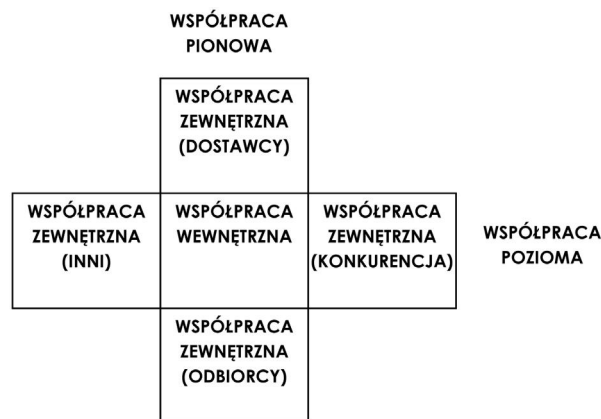 WSPÓŁPRACA
PIONOWA
WSPÓŁPRACA
ZEWNĘTRZNA
(DOSTAWCY)
WSPÓŁPRACA
ZEWNĘTRZNA
(INNI)
WSPÓŁPRACA
WEWNĘTRZNA
WSPÓŁPRACA
ZEWNĘTRZNA
(KONKURENCJA)
WSPÓŁPRACA
POZIOMA
WSPÓŁPRACA
ZEWNĘTRZNA
(ODBIORCY)